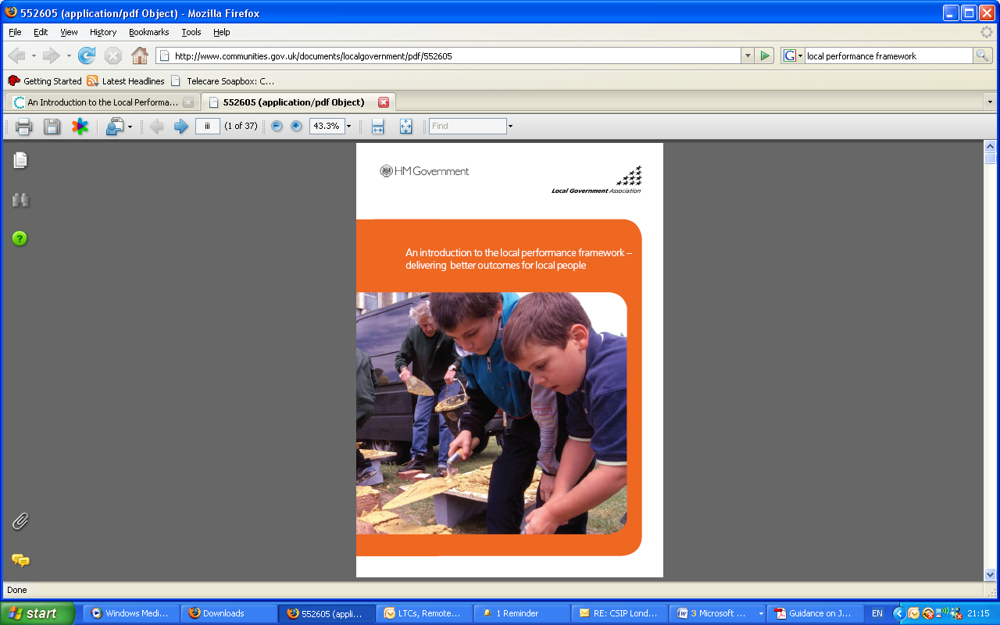 552605 (application/pdf Object) - Mozilla Firefox
File Edit View History Bookmarks Tools Help
http://www.communities.gov.uk/documents/localgovernment/pdf/552605
G local performance framework
Getting Started Latest Headlines Telecare Soapbox: C...
An Introduction to the Local Performa... 552605 (application/pdf Object)
iii (1 of 37) 43.3% Find
HM Government
Local Government Association
An introduction to the local performance framework –
delivering better outcomes for local people
Done
start Windows Medi... Downloads 552605 (appli... LTCs, Remote... 1 Reminder RE: CSIP Lond... 3 Microsoft ... Guidance on J... EN 21:15